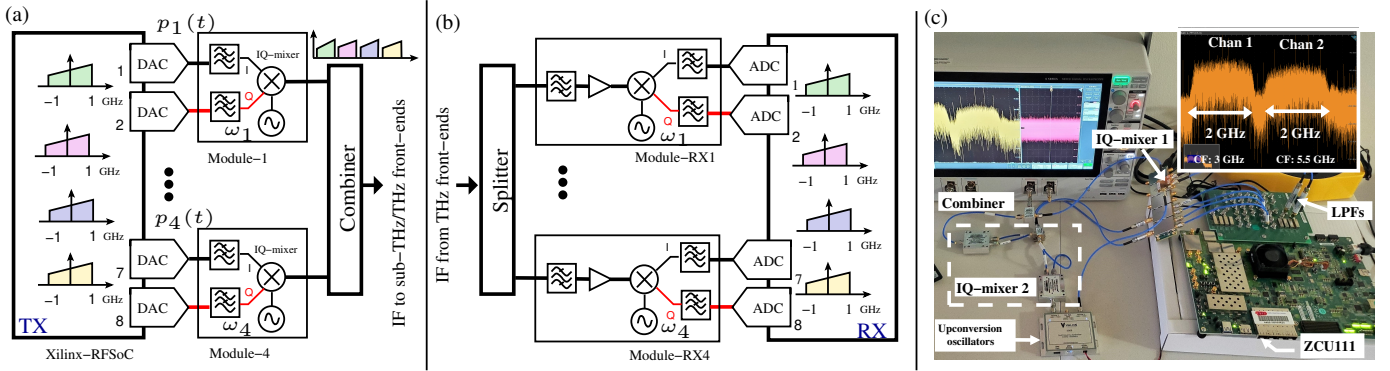 (a)
p₁(t)
DAC
IQ−mixer
I
1
−1 1 GHz
DAC
Q
2
ω₁
Module−1
−1 1 GHz
p₄(t)
−1 1 GHz
DAC
IQ−mixer
I
7
−1 1 GHz
DAC
Q
8
ω₄
TX
Xilinx−RFSoC
Module−4
Combiner
IF to sub−THz/THz front−ends
(b)
IF from THz front−ends
Splitter
I
ADC
1
−1 1 GHz
Q
ADC
2
ω₁
Module−RX1
−1 1 GHz
−1 1 GHz
I
ADC
7
−1 1 GHz
Q
ADC
8
ω₄
RX
Module−RX4
(c)
Chan 1 Chan 2
2 GHz 2 GHz
CF: 3 GHz CF: 5.5 GHz
IQ-mixer 1
Combiner
LPFs
IQ-mixer 2
Upconversion
oscillators
ZCU111